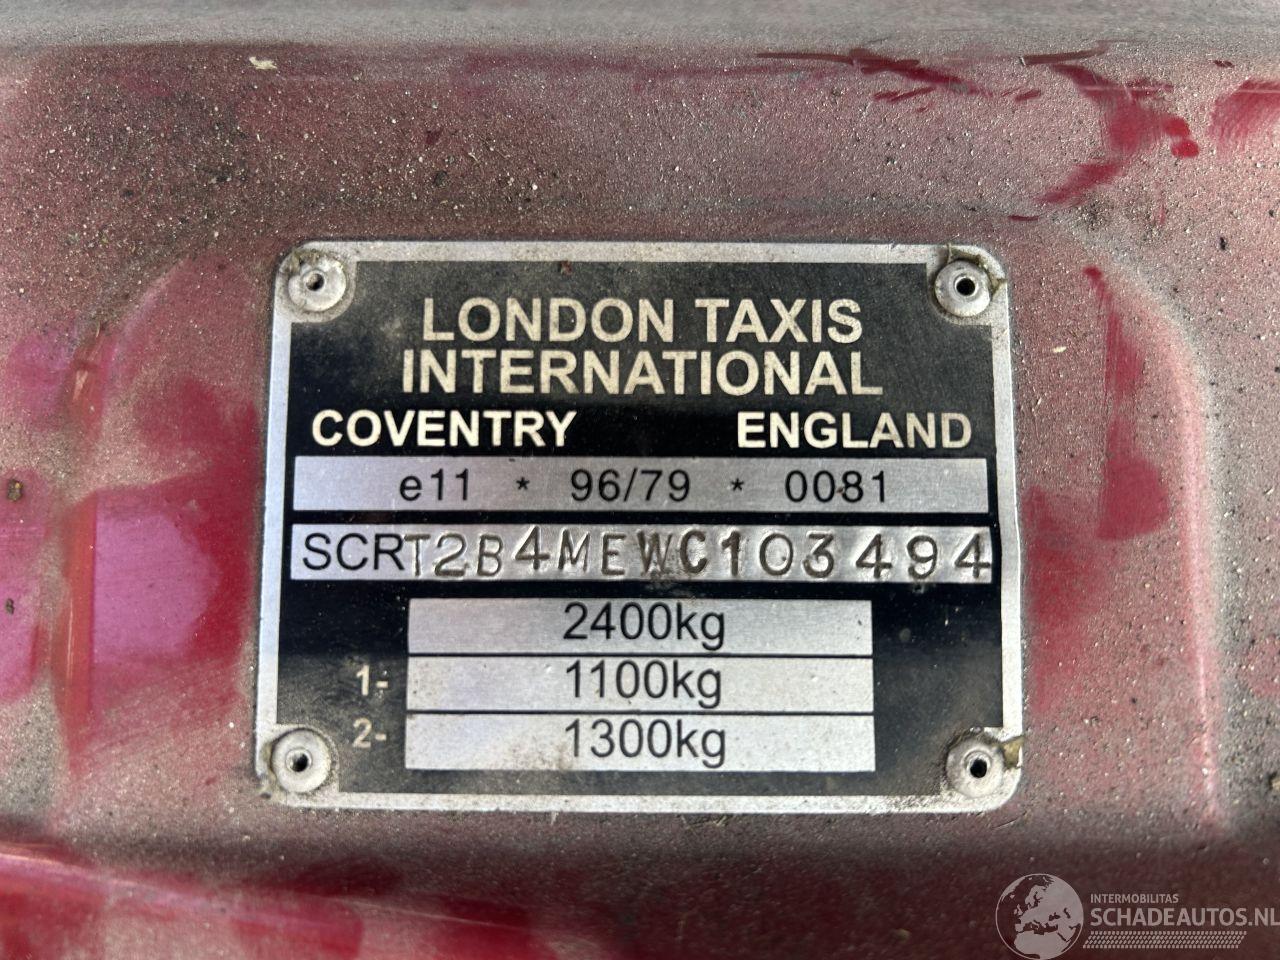 LONDON TAXIS
INTERNATIONAL
COVENTRY ENGLAND
e11 * 96/79 * 0081
SCRT2B4MEWC103494
2400kg
1- 1100kg
2- 1300kg
INTERMOBILITAS
SCHADEAUTOS.NL